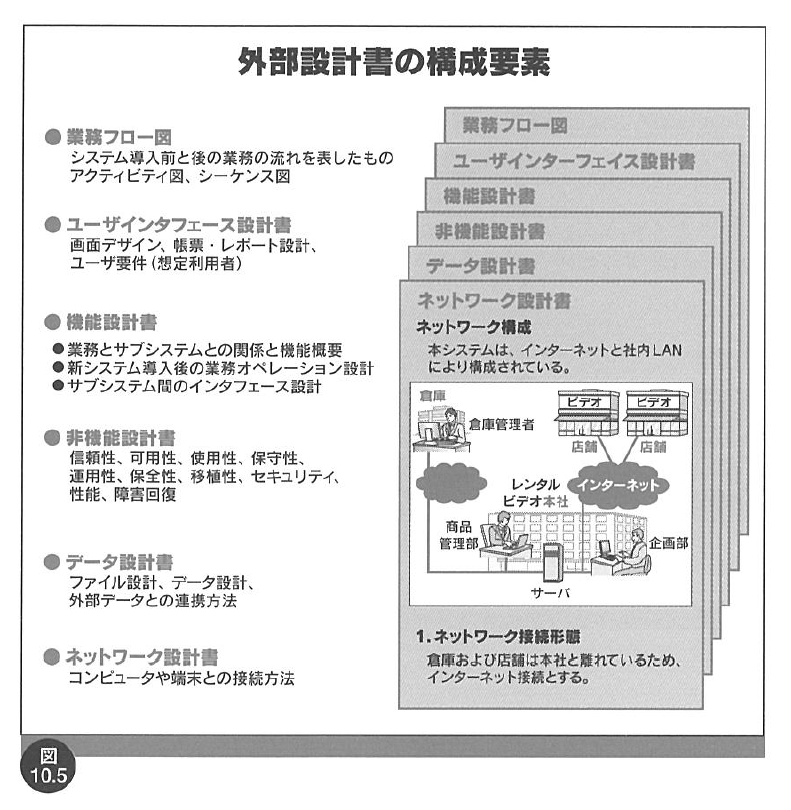 外部設計書の構成要素
●業務フロー図
システム導入前と後の業務の流れを表したもの
アクティビティ図、シーケンス図
●ユーザインタフェース設計書
画面デザイン、帳票・レポート設計、
ユーザ要件(想定利用者)
●機能設計書
●業務とサブシステムとの関係と機能概要
●新システム導入後の業務オペレーション設計
●サブシステム間のインタフェース設計
●非機能設計書
信頼性、可用性、使用性、保守性、
運用性、保全性、移植性、セキュリティ、
性能、障害回復
●データ設計書
ファイル設計、データ設計、
外部データとの連携方法
●ネットワーク設計書
コンピュータや端末との接続方法
業務フロー図
ユーザインターフェイス設計書
機能設計書
非機能設計書
データ設計書
ネットワーク設計書
ネットワーク構成
本システムは、インターネットと社内LAN
により構成されている。
倉庫
倉庫管理者
ビデオ
ビデオ
店舗
店舗
インターネット
レンタル
ビデオ本社
商品
管理部
企画部
サーバ
1.ネットワーク接続形態
倉庫および店舗は本社と離れているため、
インターネット接続とする。
図
10.5